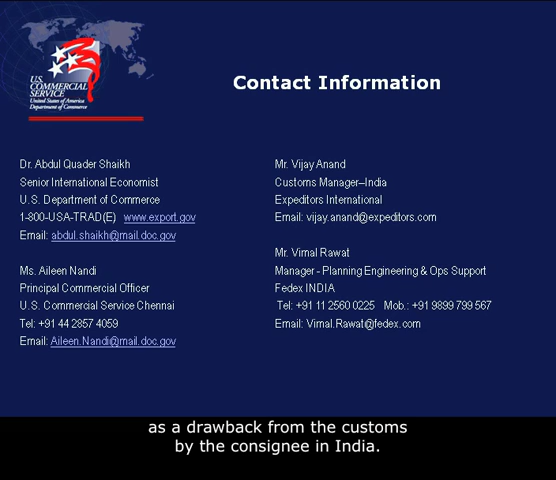 U.S.
COMMERCIAL
SERVICE
United States of America
Department of Commerce
Contact Information
Dr. Abdul Quader Shaikh
Senior International Economist
U.S. Department of Commerce
1-800-USA-TRAD(E) www.export.gov
Email: abdul.shaikh@mail.doc.gov
Ms. Aileen Nandi
Principal Commercial Officer
U.S. Commercial Service Chennai
Tel: +91 44 2857 4059
Email: Aileen.Nandi@mail.doc.gov
Mr. Vijay Anand
Customs Manager–India
Expeditors International
Email: vijay.anand@expeditors.com
Mr. Vimal Rawat
Manager - Planning Engineering & Ops Support
Fedex INDIA
Tel: +91 11 2560 0225 Mob.: +91 9899 799 567
Email: Vimal.Rawat@fedex.com
as a drawback from the customs
by the consignee in India.